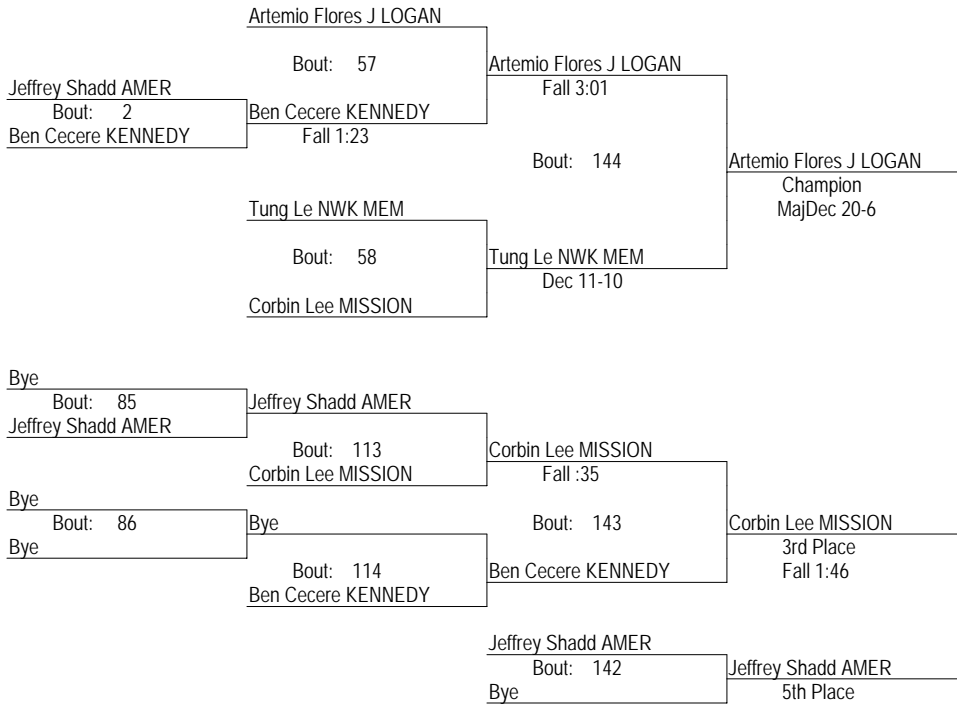 Artemio Flores J LOGAN
Bout: 57
Artemio Flores J LOGAN
Jeffrey Shadd AMER
Fall 3:01
Bout: 2
Ben Cecere KENNEDY
Ben Cecere KENNEDY
Fall 1:23
Bout: 144
Artemio Flores J LOGAN
Champion
Tung Le NWK MEM
MajDec 20-6
Bout: 58
Tung Le NWK MEM
Dec 11-10
Corbin Lee MISSION
Bye
Bout: 85
Jeffrey Shadd AMER
Jeffrey Shadd AMER
Bout: 113
Corbin Lee MISSION
Corbin Lee MISSION
Fall :35
Bye
Bout: 86
Bye
Bout: 143
Corbin Lee MISSION
Bye
3rd Place
Bout: 114
Ben Cecere KENNEDY
Fall 1:46
Ben Cecere KENNEDY
Jeffrey Shadd AMER
Bout: 142
Jeffrey Shadd AMER
Bye
5th Place